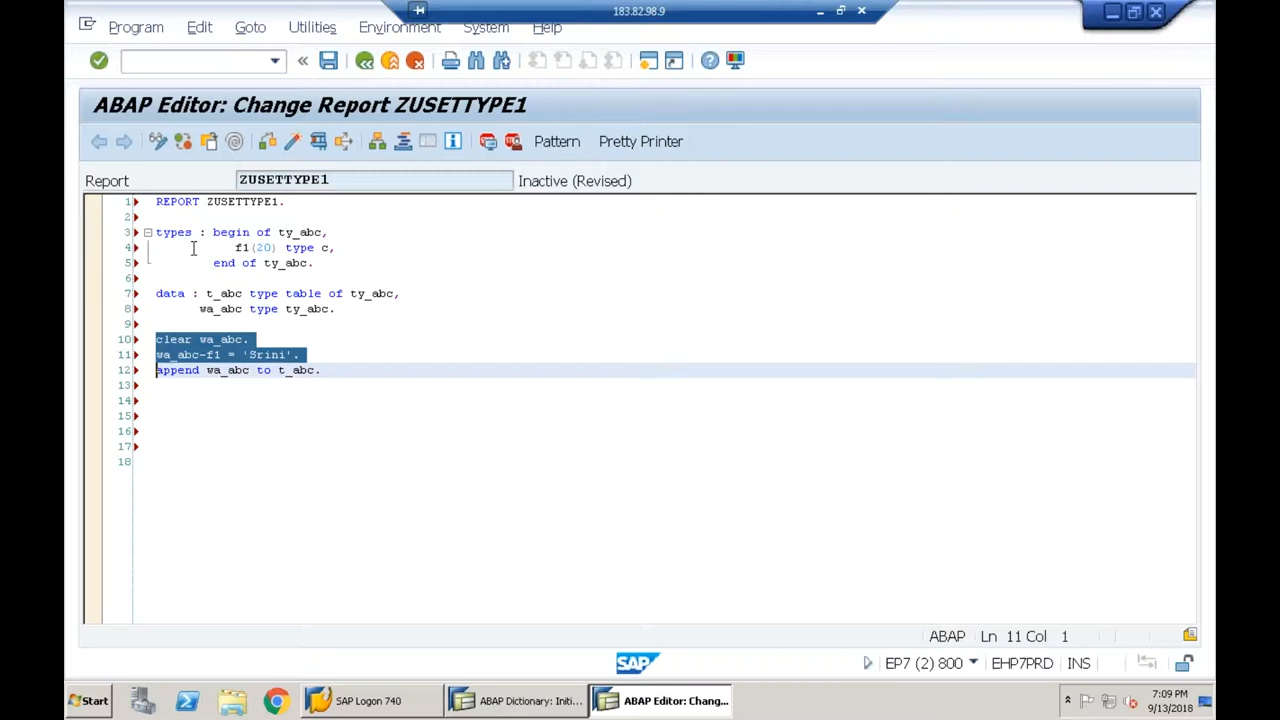 183.82.98.9
Program Edit Goto Utilities Environment System Help
ABAP Editor: Change Report ZUSETTYPE1
Pattern Pretty Printer
Report ZUSETTYPE1 Inactive (Revised)
1 REPORT ZUSETTYPE1.
2
3 types : begin of ty_abc,
4 f1(20) type c,
5 end of ty_abc.
6
7 data : t_abc type table of ty_abc,
8 wa_abc type ty_abc.
9
10 clear wa_abc.
11 wa_abc-f1 = 'Srini'.
12 append wa_abc to t_abc.
13
14
15
16
17
18
ABAP Ln 11 Col 1
SAP
EP7 (2) 800 EHP7PRD INS
Start SAP Logon 740 ABAP Dictionary: Initi... ABAP Editor: Chang... 7:09 PM
9/13/2018